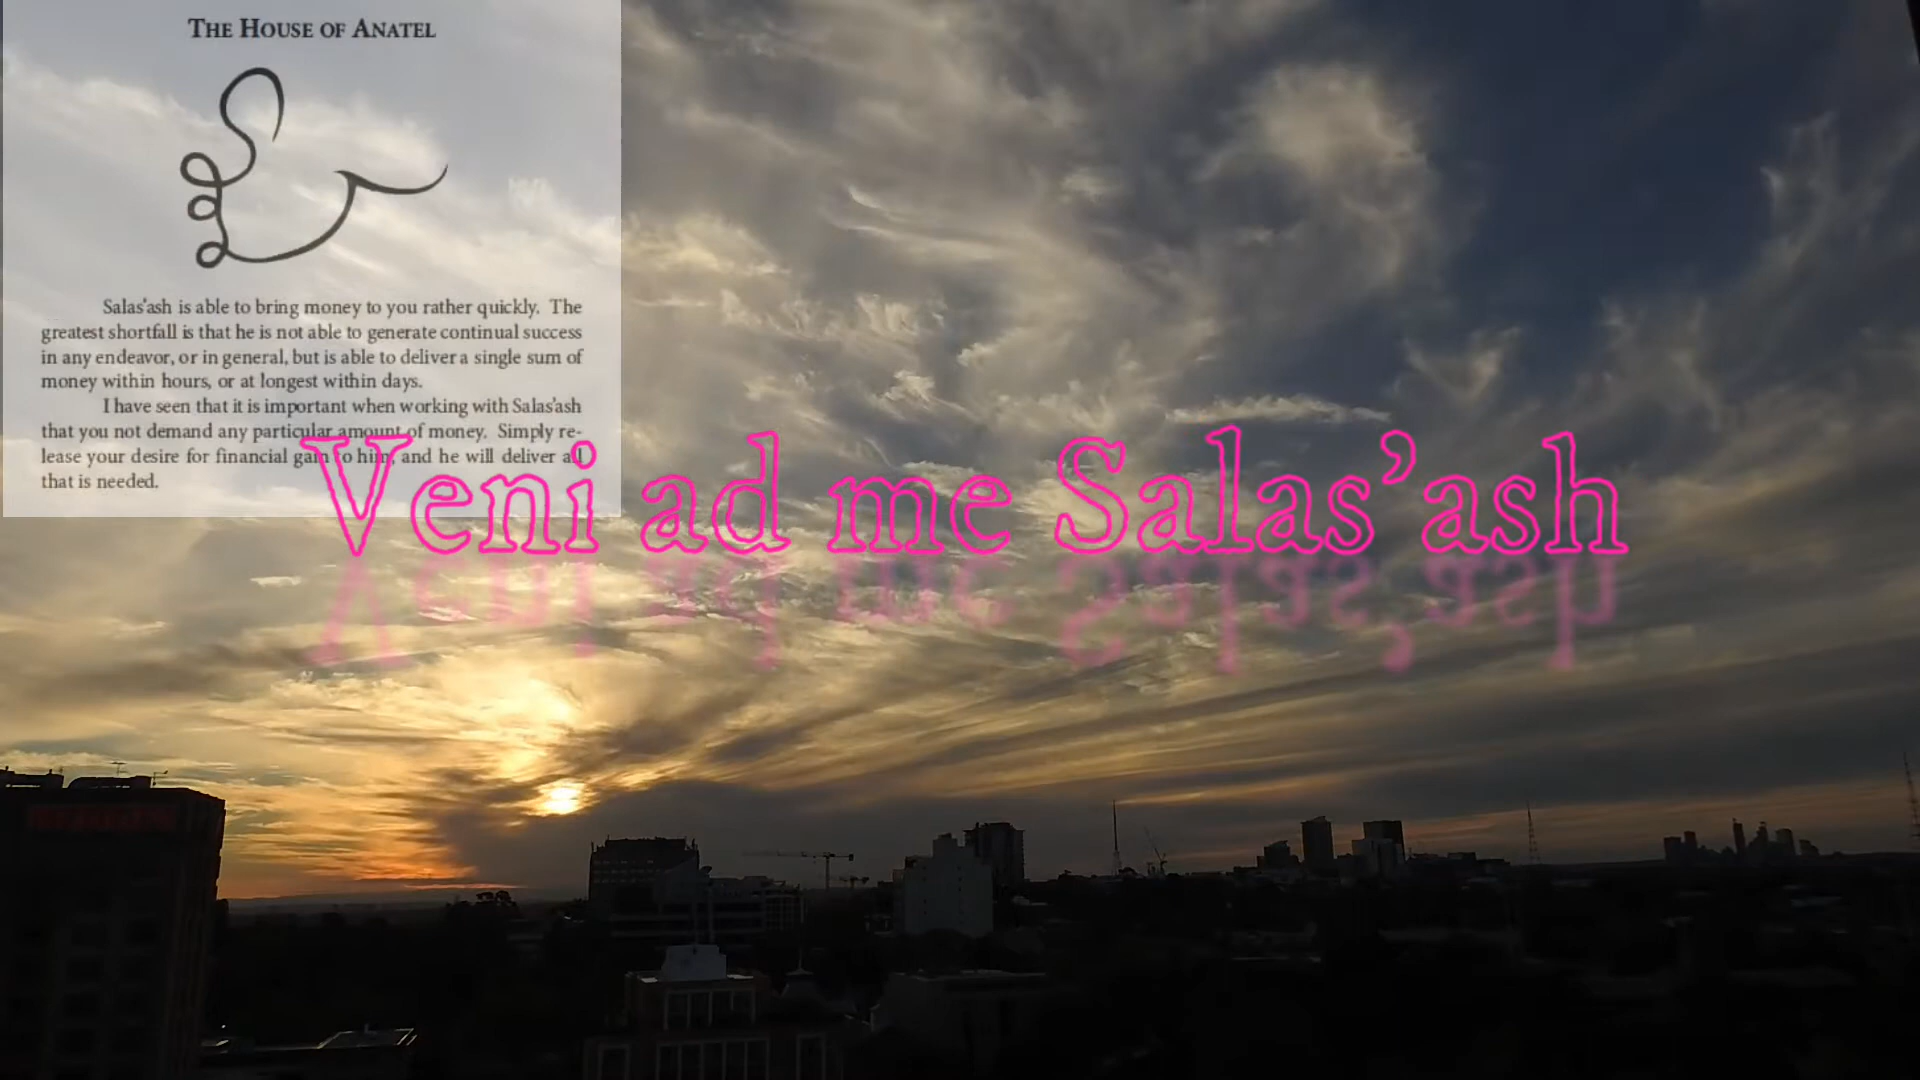 THE HOUSE OF ANATEL
Salas'ash is able to bring money to you rather quickly. The
greatest shortfall is that he is not able to generate continual success
in any endeavor, or in general, but is able to deliver a single sum of
money within hours, or at longest within days.
I have seen that it is important when working with Salas'ash
that you not demand any particular amount of money. Simply re-
lease your desire for financial gain to him, and he will deliver all
that is needed.
Veni ad me Salas’ash